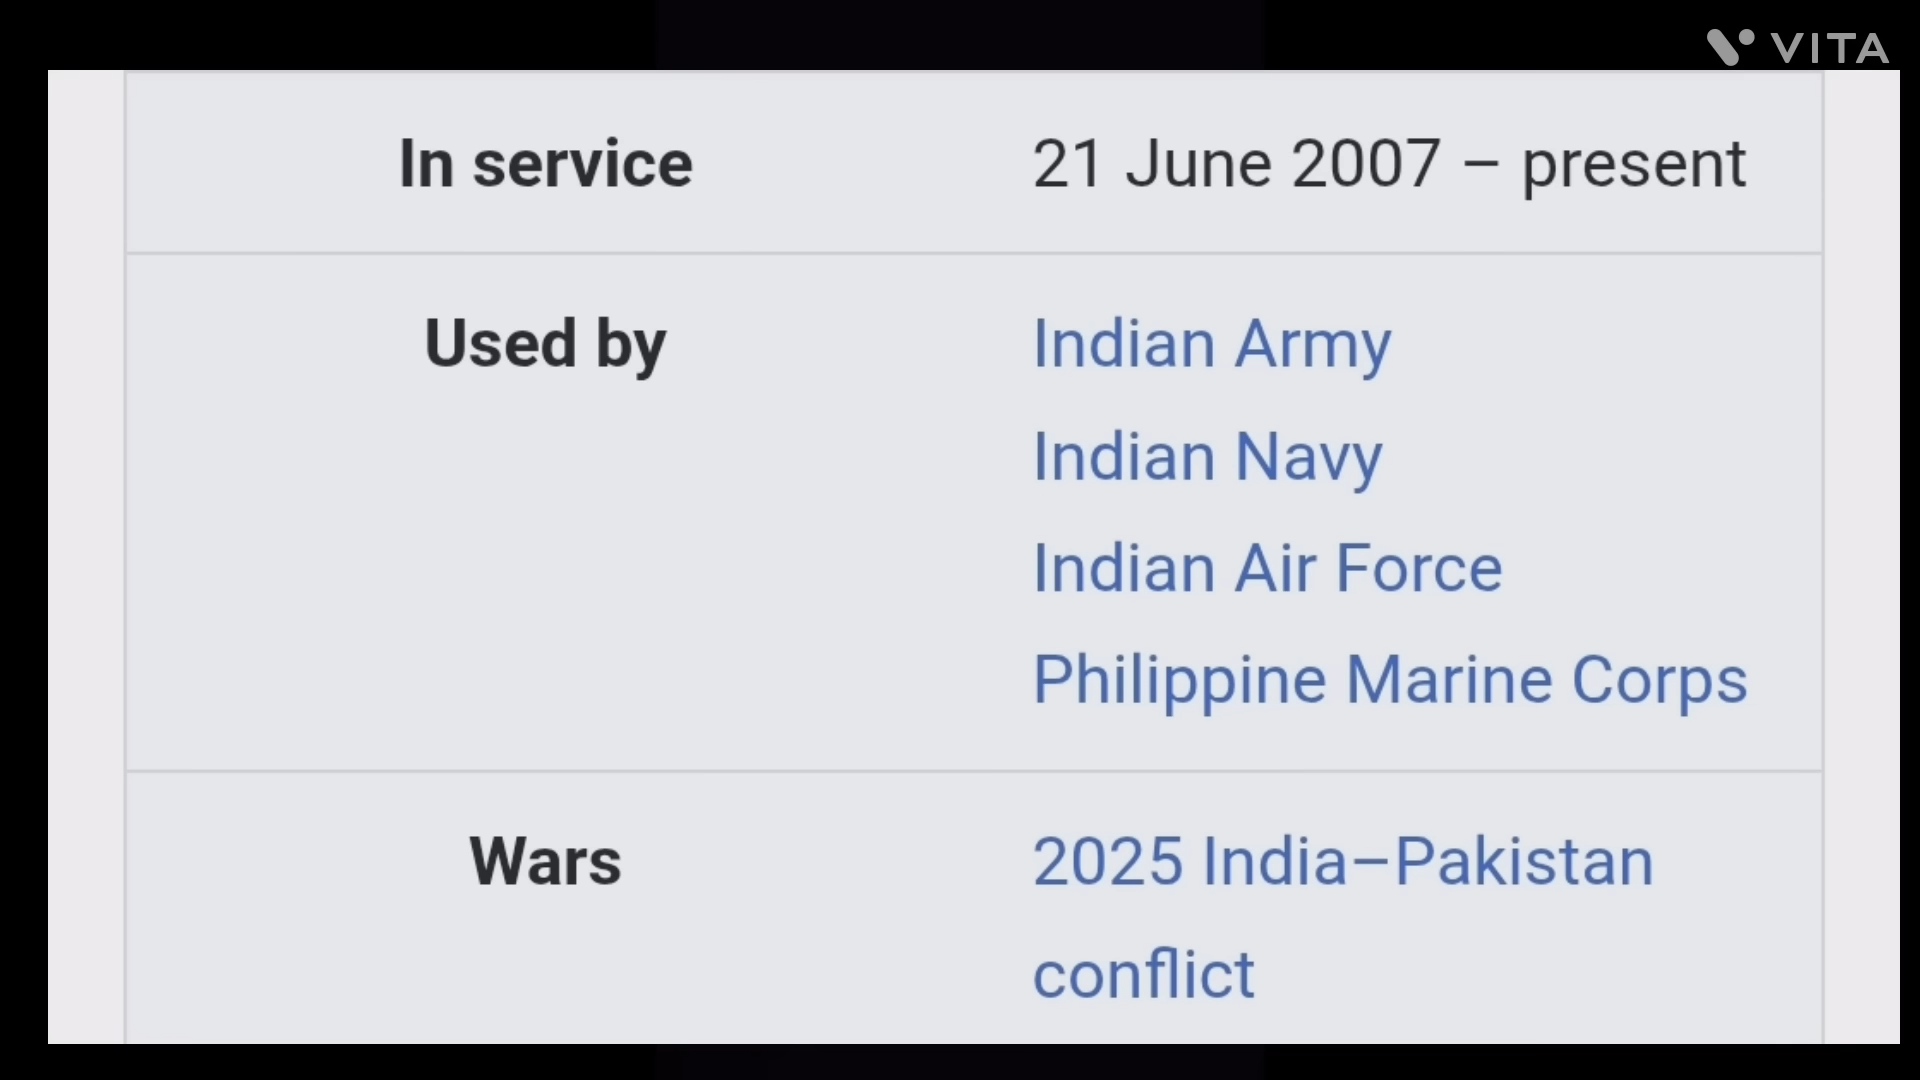 VITA
In service 21 June 2007 – present
Used by Indian Army
Indian Navy
Indian Air Force
Philippine Marine Corps
Wars 2025 India–Pakistan
conflict